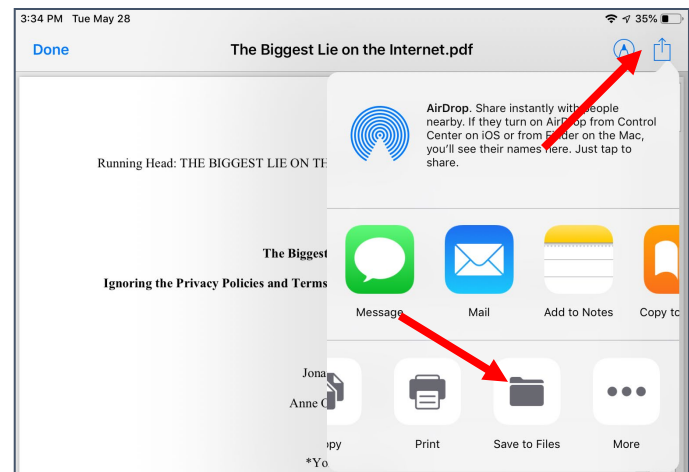 3:34 PM Tue May 28
35%
Done
The Biggest Lie on the Internet.pdf
AirDrop. Share instantly with people
nearby. If they turn on AirDrop from Control
Center on iOS or from Finder on the Mac,
you'll see their names here. Just tap to
share.
Running Head: THE BIGGEST LIE ON TH
The Biggest
Ignoring the Privacy Policies and Terms
Message
Mail
Add to Notes
Copy to
Jona
Anne O
py
Print
Save to Files
More
*Yo